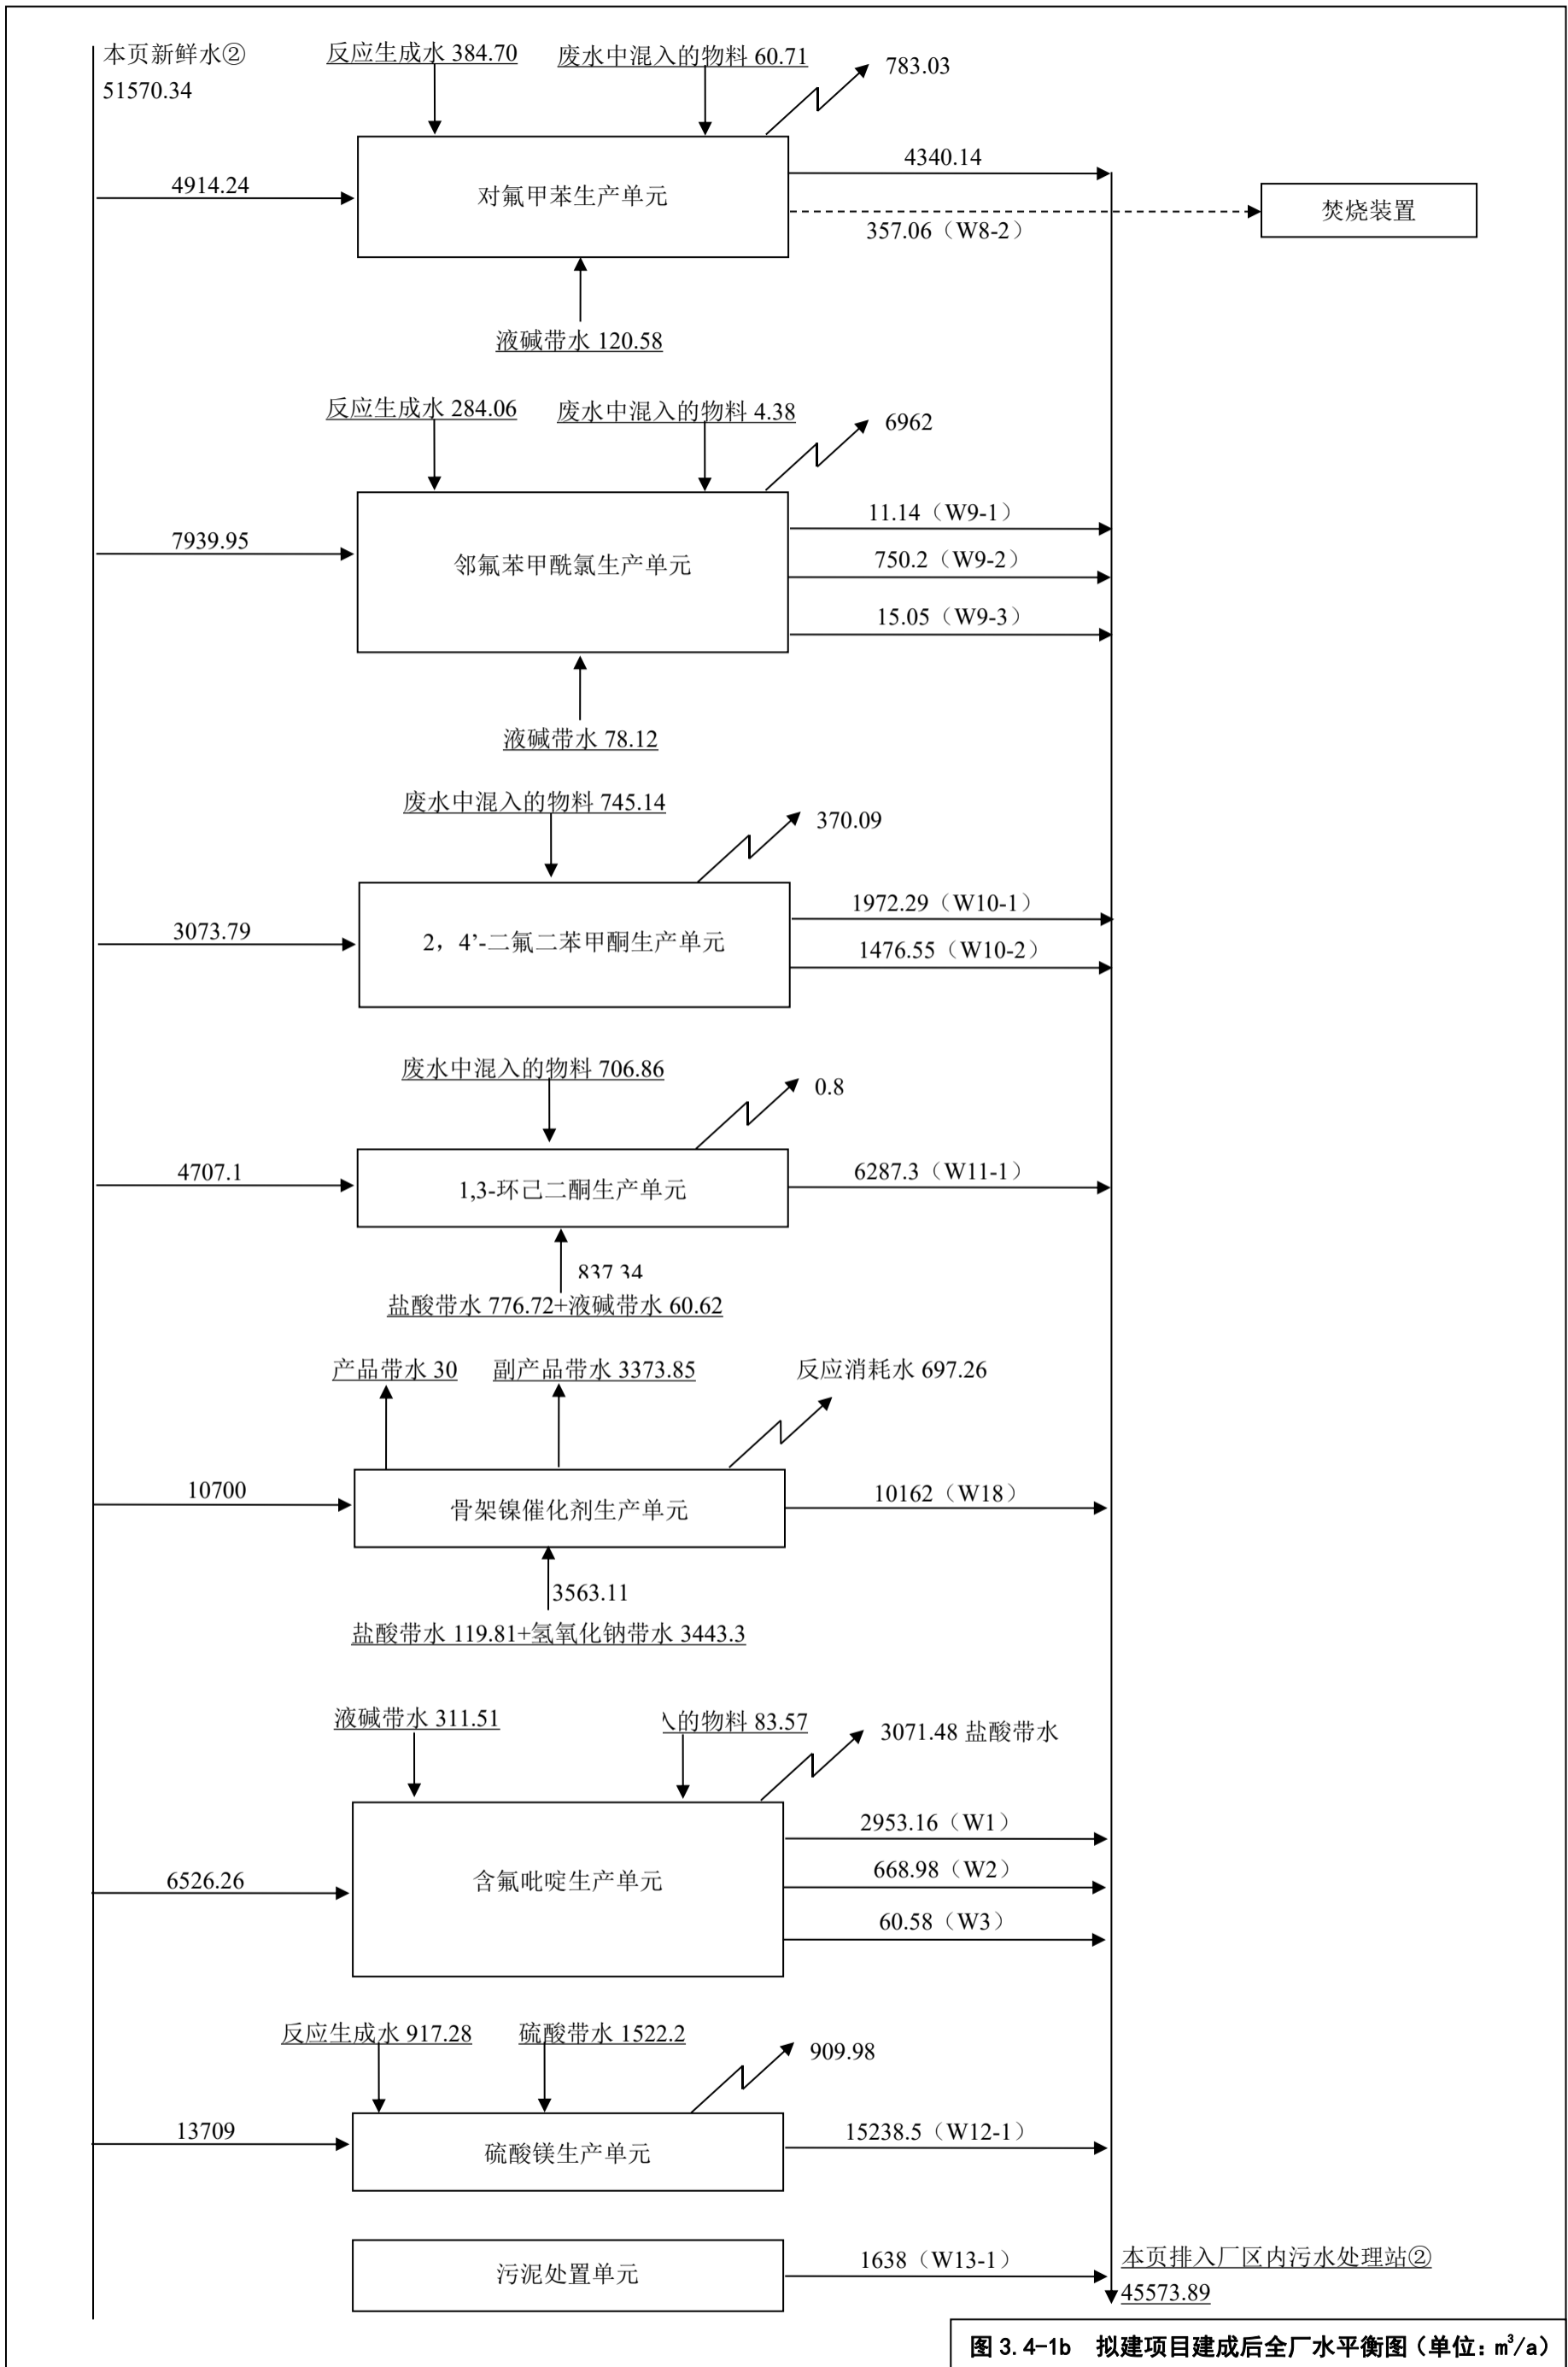 本页新鲜水②
51570.34
反应生成水 384.70
废水中混入的物料 60.71
783.03
4914.24
对氟甲苯生产单元
4340.14
357.06（W8-2）
焚烧装置
液碱带水 120.58
反应生成水 284.06
废水中混入的物料 4.38
6962
7939.95
邻氟苯甲酰氯生产单元
11.14（W9-1）
750.2（W9-2）
15.05（W9-3）
液碱带水 78.12
废水中混入的物料 745.14
370.09
3073.79
2，4’-二氟二苯甲酮生产单元
1972.29（W10-1）
1476.55（W10-2）
废水中混入的物料 706.86
0.8
4707.1
1,3-环己二酮生产单元
6287.3（W11-1）
837.34
盐酸带水 776.72+液碱带水 60.62
产品带水 30
副产品带水 3373.85
反应消耗水 697.26
10700
骨架镍催化剂生产单元
10162（W18）
3563.11
盐酸带水 119.81+氢氧化钠带水 3443.3
液碱带水 311.51
的物料 83.57
3071.48 盐酸带水
6526.26
含氟吡啶生产单元
2953.16（W1）
668.98（W2）
60.58（W3）
反应生成水 917.28
硫酸带水 1522.2
909.98
13709
硫酸镁生产单元
15238.5（W12-1）
污泥处置单元
1638（W13-1）
本页排入厂区内污水处理站②
45573.89
图 3.4-1b 拟建项目建成后全厂水平衡图（单位：m³/a）